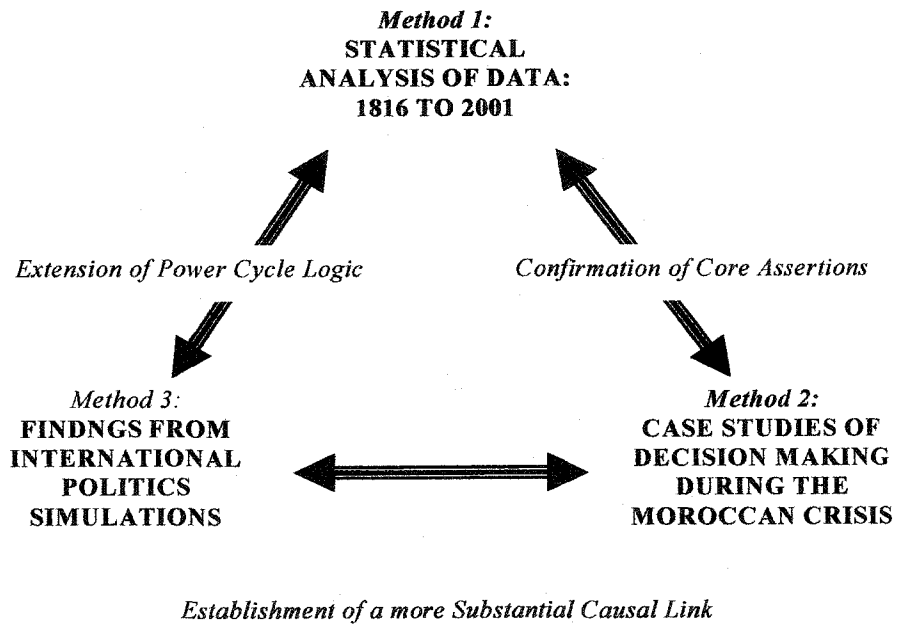 Method 1:
STATISTICAL
ANALYSIS OF DATA:
1816 TO 2001
Extension of Power Cycle Logic
Confirmation of Core Assertions
Method 3:
FINDNGS FROM
INTERNATIONAL
POLITICS
SIMULATIONS
Method 2:
CASE STUDIES OF
DECISION MAKING
DURING THE
MOROCCAN CRISIS
Establishment of a more Substantial Causal Link